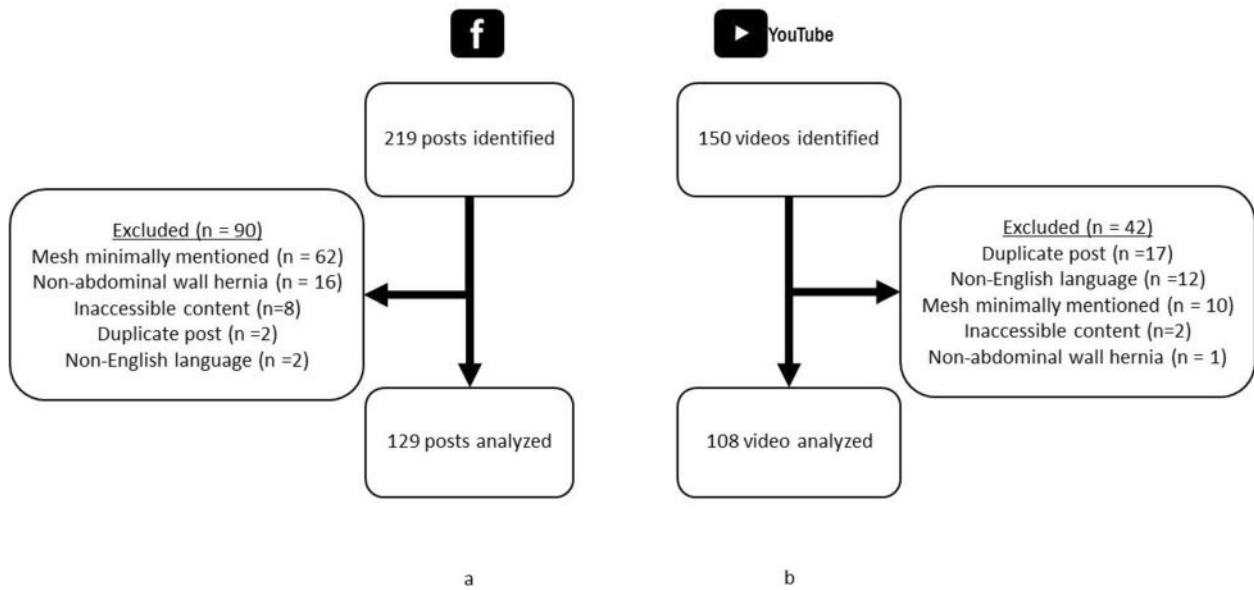 f
YouTube
219 posts identified
150 videos identified
Excluded (n = 90)
Mesh minimally mentioned (n = 62)
Non-abdominal wall hernia (n = 16)
Inaccessible content (n=8)
Duplicate post (n =2)
Non-English language (n =2)
Excluded (n = 42)
Duplicate post (n =17)
Non-English language (n =12)
Mesh minimally mentioned (n = 10)
Inaccessible content (n=2)
Non-abdominal wall hernia (n = 1)
129 posts analyzed
108 video analyzed
a
b